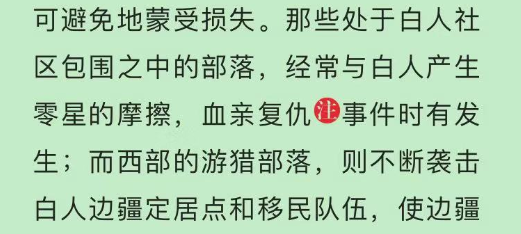 可避免地蒙受损失。那些处于白人社
区包围之中的部落，经常与白人产生
零星的摩擦，血亲复仇注事件时有发
生；而西部的游猎部落，则不断袭击
白人边疆定居点和移民队伍，使边疆